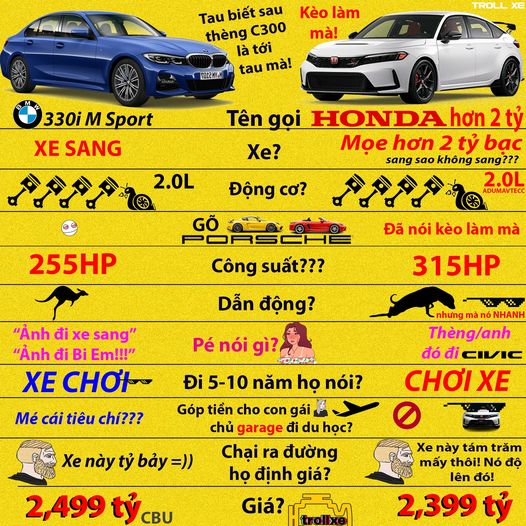 TROLL XE
Tau biết sau
thèng C300
là tới
tau mà!
Kèo làm
mà!
BMW
330i M Sport
Tên gọi
HONDA hơn 2 tỷ
XE SANG
Xe?
Mọe hơn 2 tỷ bạc
sang sao không sang???
2.0L
Động cơ?
2.0L
ADUMAVTECC
GÕ
PORSCHE
Đã nói kèo làm mà
255HP
Công suất???
315HP
Dẫn động?
nhưng mà nó NHANH
“Ảnh đi xe sang”
“Ảnh đi Bi Em!!!”
Pé nói gì?
Thèng/anh
đó đi CIVIC
XE CHƠI
Đi 5-10 năm họ nói?
CHƠI XE
Mé cái tiêu chí???
Góp tiền cho con gái
chủ garage đi du học?
Xe này tỷ bảy =))
Chại ra đường
họ định giá?
Xe này tám trăm
mấy thôi! Nó độ
lên đó!
2,499 tỷ
CBU
Giá?
trollxe
2,399 tỷ